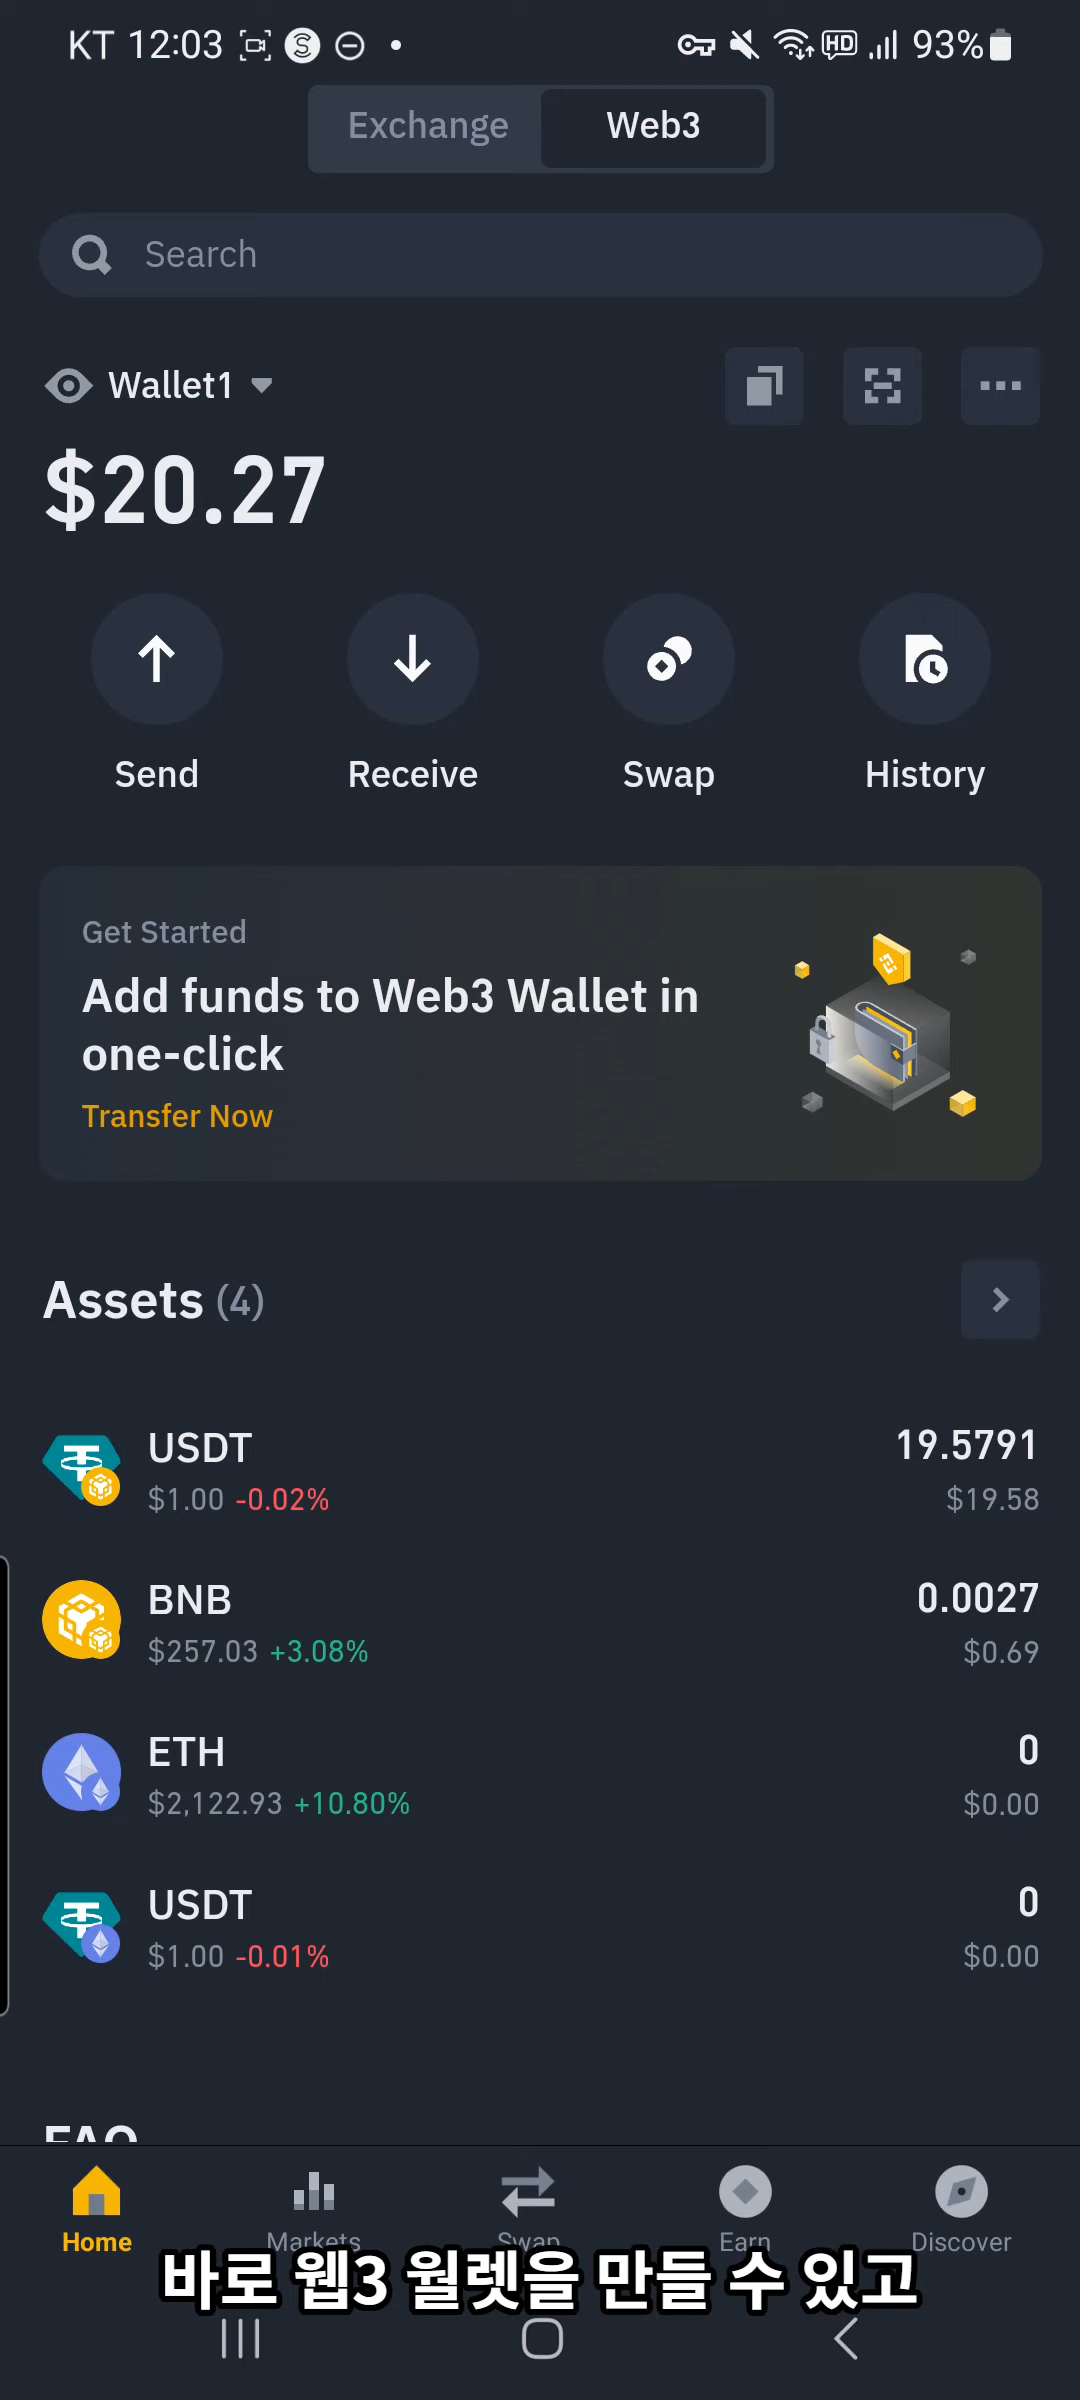 KT 12:03
HD 93%
Exchange Web3
Search
Wallet1
$20.27
Send Receive Swap History
Get Started
Add funds to Web3 Wallet in
one-click
Transfer Now
Assets (4)
USDT 19.5791
$1.00 -0.02% $19.58
BNB 0.0027
$257.03 +3.08% $0.69
ETH 0
$2,122.93 +10.80% $0.00
USDT 0
$1.00 -0.01% $0.00
FAQ
Home Markets Swap Earn Discover
바로 웹3 월렛을 만들 수 있고